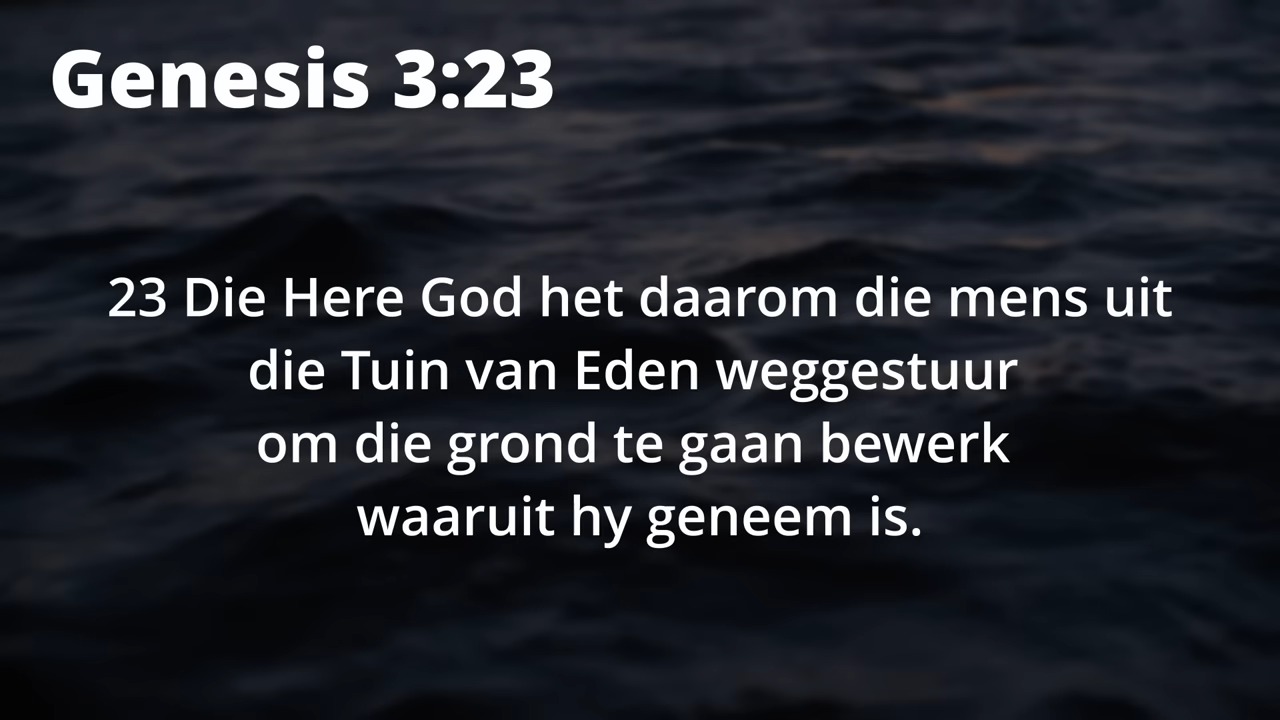 Genesis 3:23
23 Die Here God het daarom die mens uit
die Tuin van Eden weggestuur
om die grond te gaan bewerk
waaruit hy geneem is.